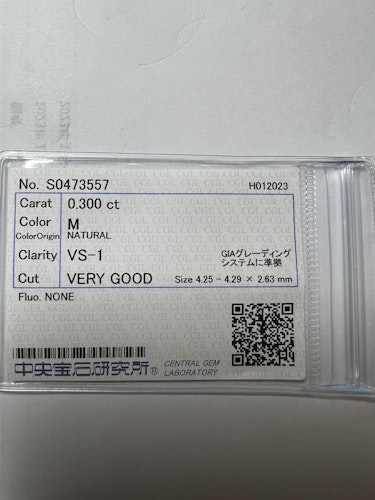 No. S0473557 H012023
Carat 0.300 ct
Color M
ColorOrigin NATURAL
Clarity VS-1 GIAグレーディング
システムに準拠
Cut VERY GOOD Size 4.25 - 4.29 × 2.63 mm
Fluo. NONE
中央宝石研究所® CENTRAL GEM
LABORATORY